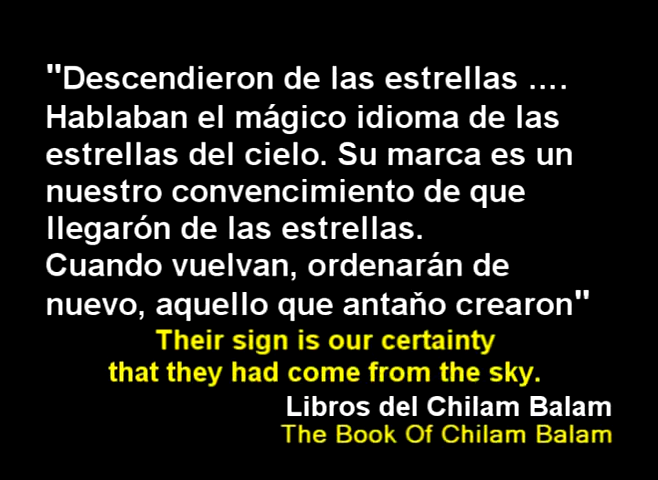 "Descendieron de las estrellas ....
Hablaban el mágico idioma de las
estrellas del cielo. Su marca es un
nuestro convencimiento de que
llegarón de las estrellas.
Cuando vuelvan, ordenarán de
nuevo, aquello que antaňo crearon"
Their sign is our certainty
that they had come from the sky.
Libros del Chilam Balam
The Book Of Chilam Balam